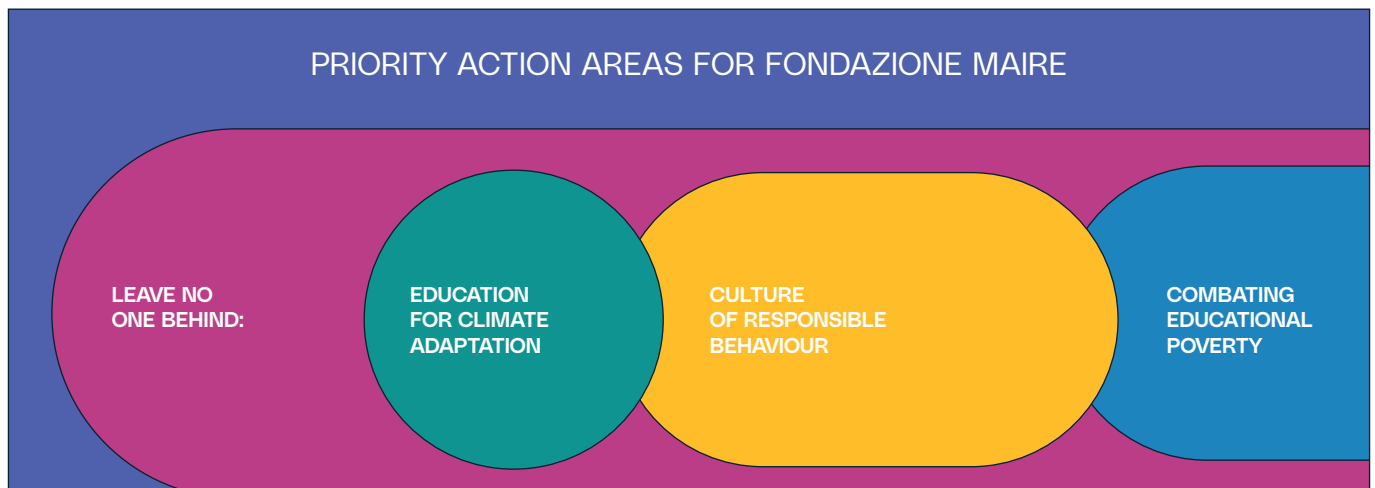 PRIORITY ACTION AREAS FOR FONDAZIONE MAIRE
LEAVE NO
ONE BEHIND:
EDUCATION
FOR CLIMATE
ADAPTATION
CULTURE
OF RESPONSIBLE
BEHAVIOUR
COMBATING
EDUCATIONAL
POVERTY